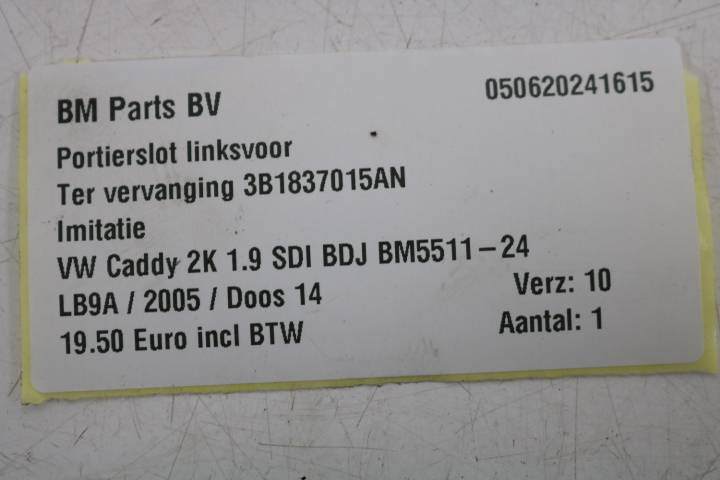 BM Parts BV
050620241615
Portierslot linksvoor
Ter vervanging 3B1837015AN
Imitatie
VW Caddy 2K 1.9 SDI BDJ BM5511-24
LB9A / 2005 / Doos 14
Verz: 10
19.50 Euro incl BTW
Aantal: 1